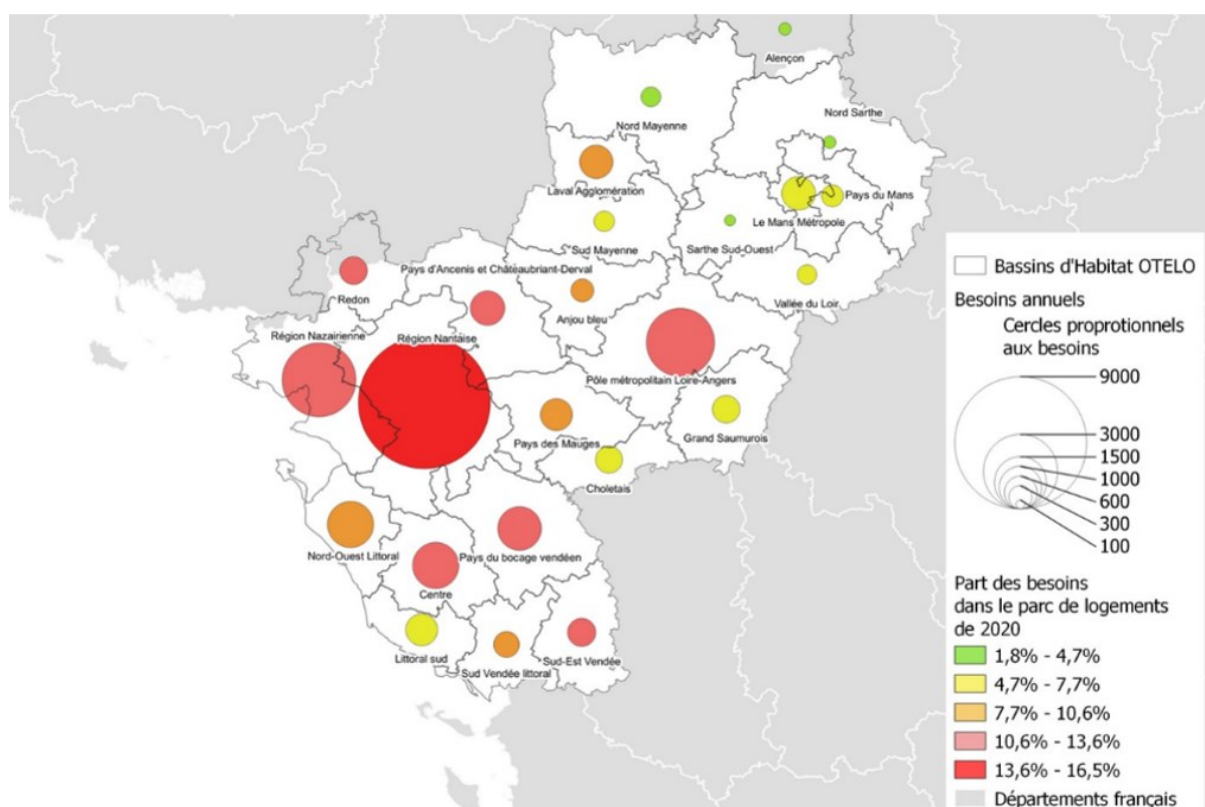 Alençon
Nord Mayenne
Nord Sarthe
Laval Agglomération
Pays du Mans
Le Mans Métropole
Sud Mayenne
Sarthe Sud-Ouest
Pays d'Ancenis et Châteaubriant-Derval
Redon
Vallée du Loir
Anjou bleu
Région Nazairienne
Région Nantaise
Pôle métropolitain Loire-Angers
Pays des Mauges
Grand Saumurois
Choletais
Nord-Ouest Littoral
Pays du bocage vendéen
Centre
Littoral sud
Sud Vendée littoral
Sud-Est Vendée
Bassins d'Habitat OTELO
Besoins annuels
Cercles proprotionnels
aux besoins
9000
3000
1500
1000
600
300
100
Part des besoins
dans le parc de logements
de 2020
1,8% - 4,7%
4,7% - 7,7%
7,7% - 10,6%
10,6% - 13,6%
13,6% - 16,5%
Départements français